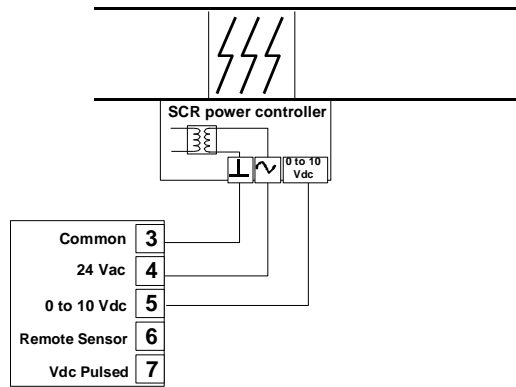 SCR power controller
0 to 10
Vdc
Common 3
24 Vac 4
0 to 10 Vdc 5
Remote Sensor 6
Vdc Pulsed 7